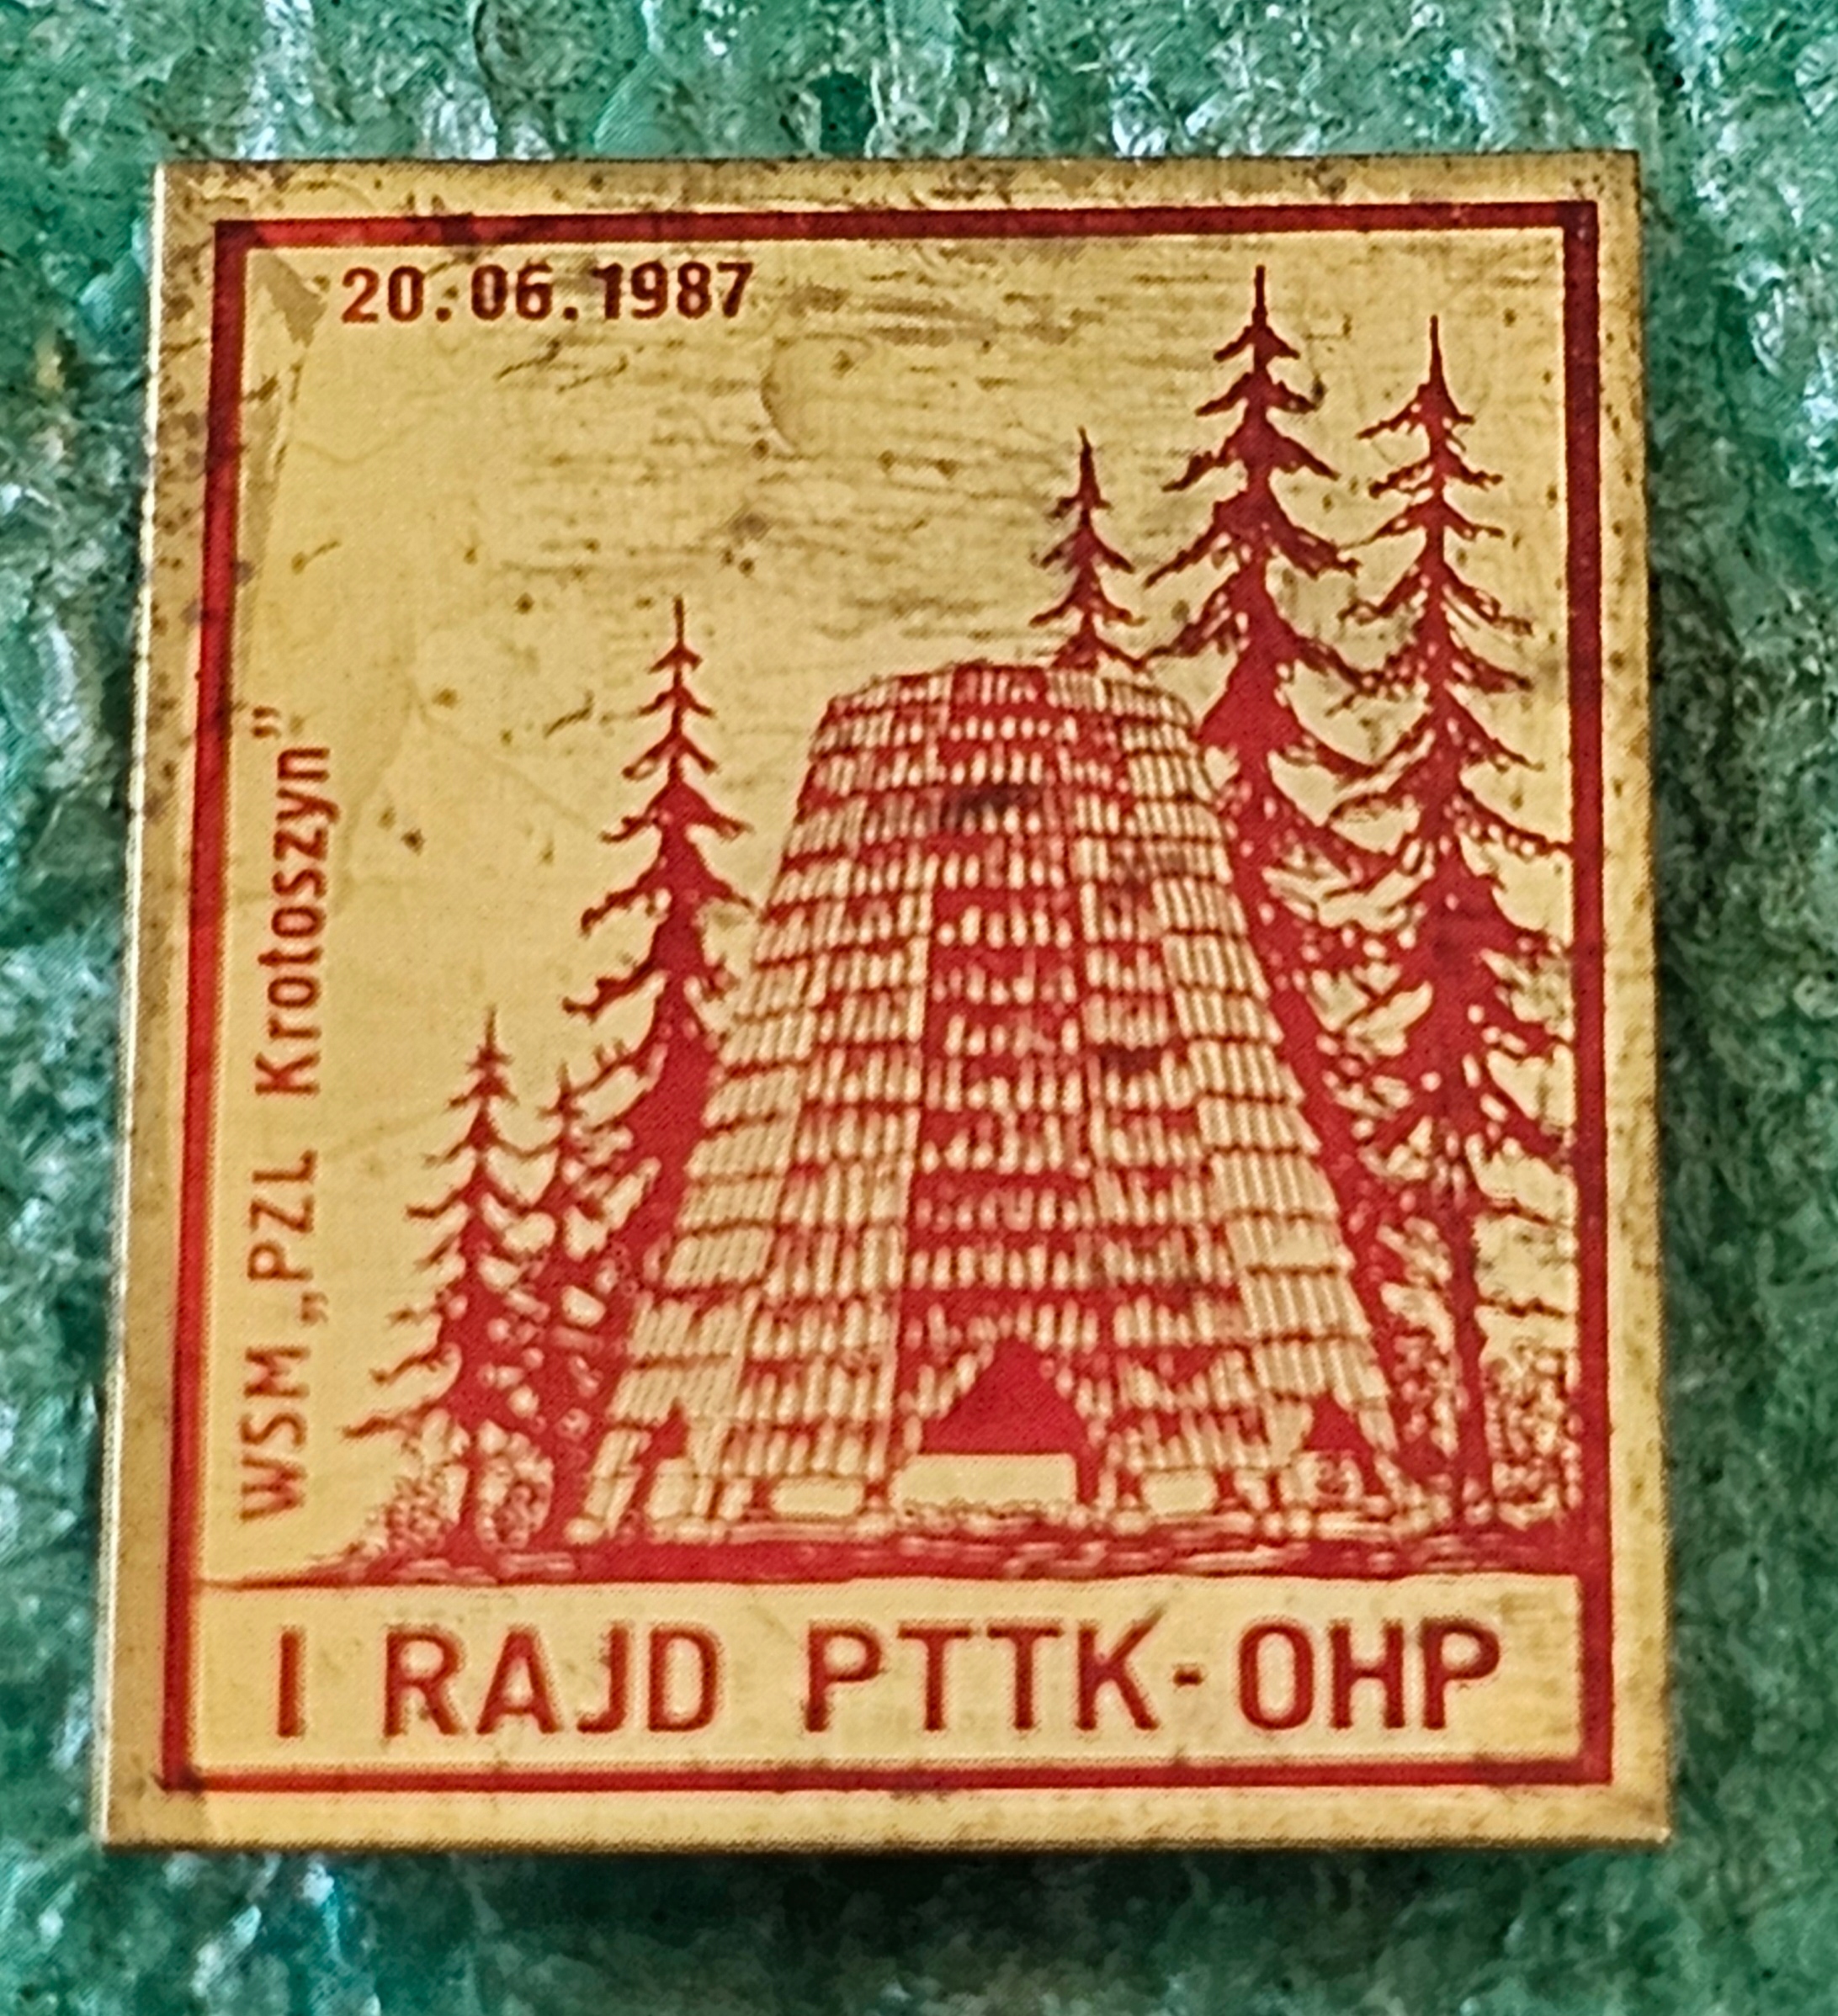 20.06.1987
WSM „PZL Krotoszyn”
I RAJD PTTK-OHP